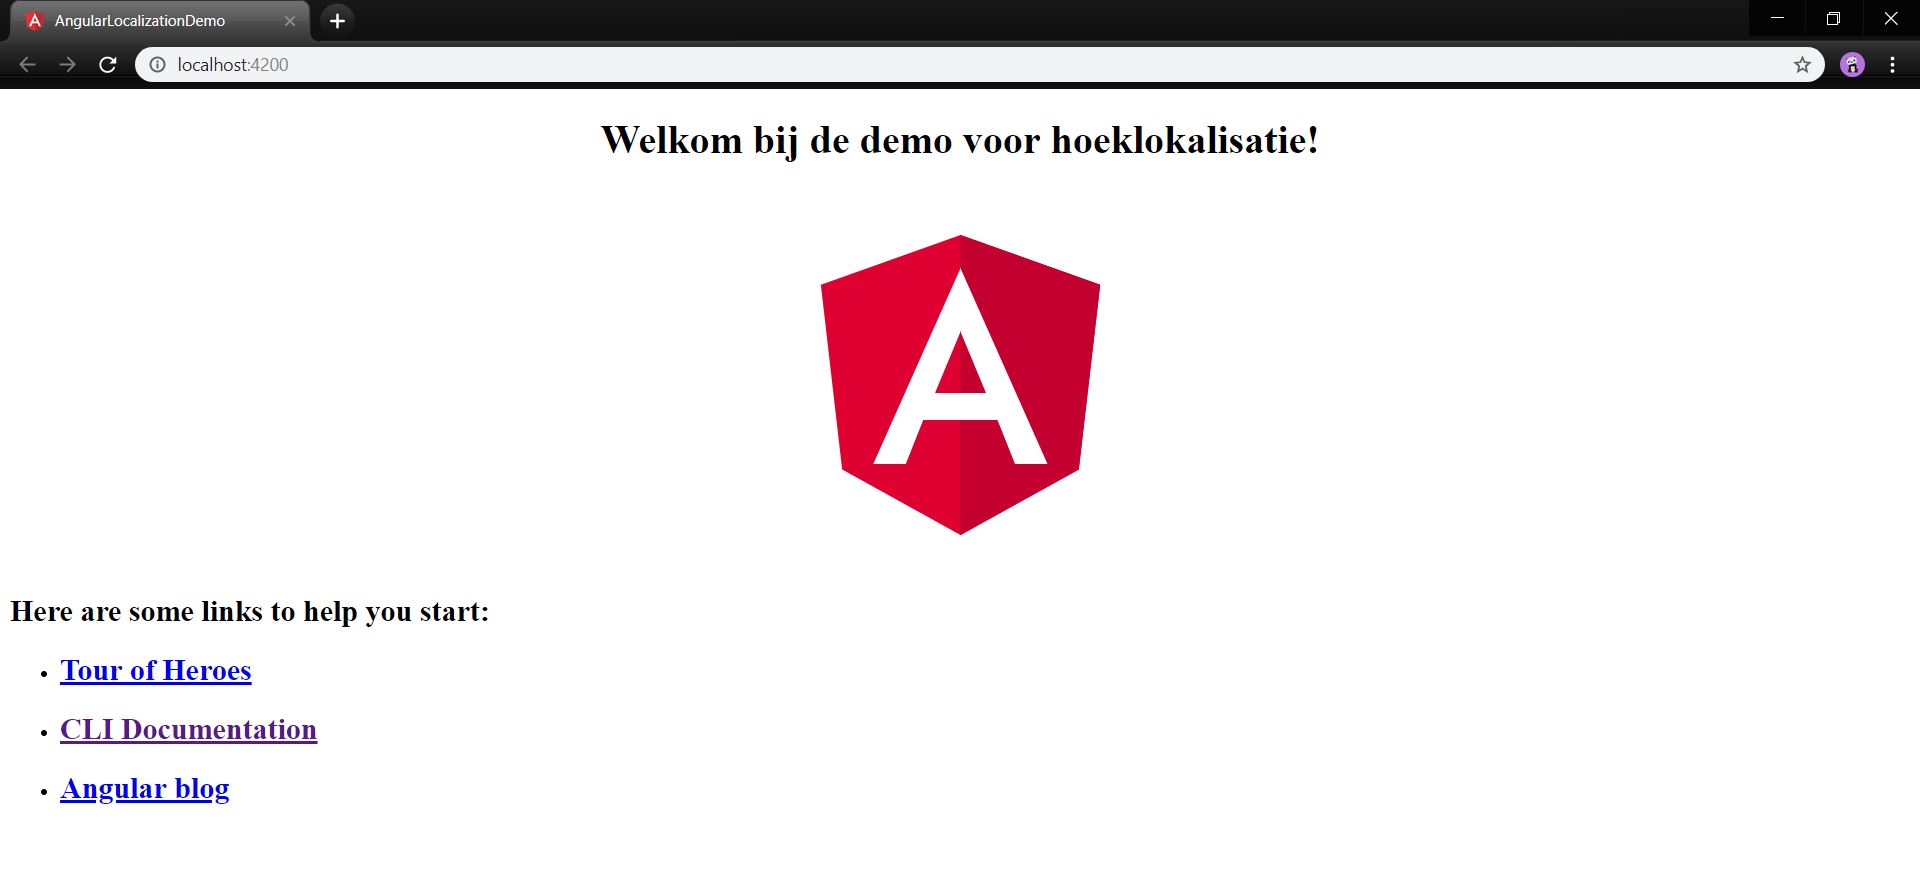 AngularLocalizationDemo
localhost:4200
Welkom bij de demo voor hoeklokalisatie!
A
Here are some links to help you start:
Tour of Heroes
CLI Documentation
Angular blog